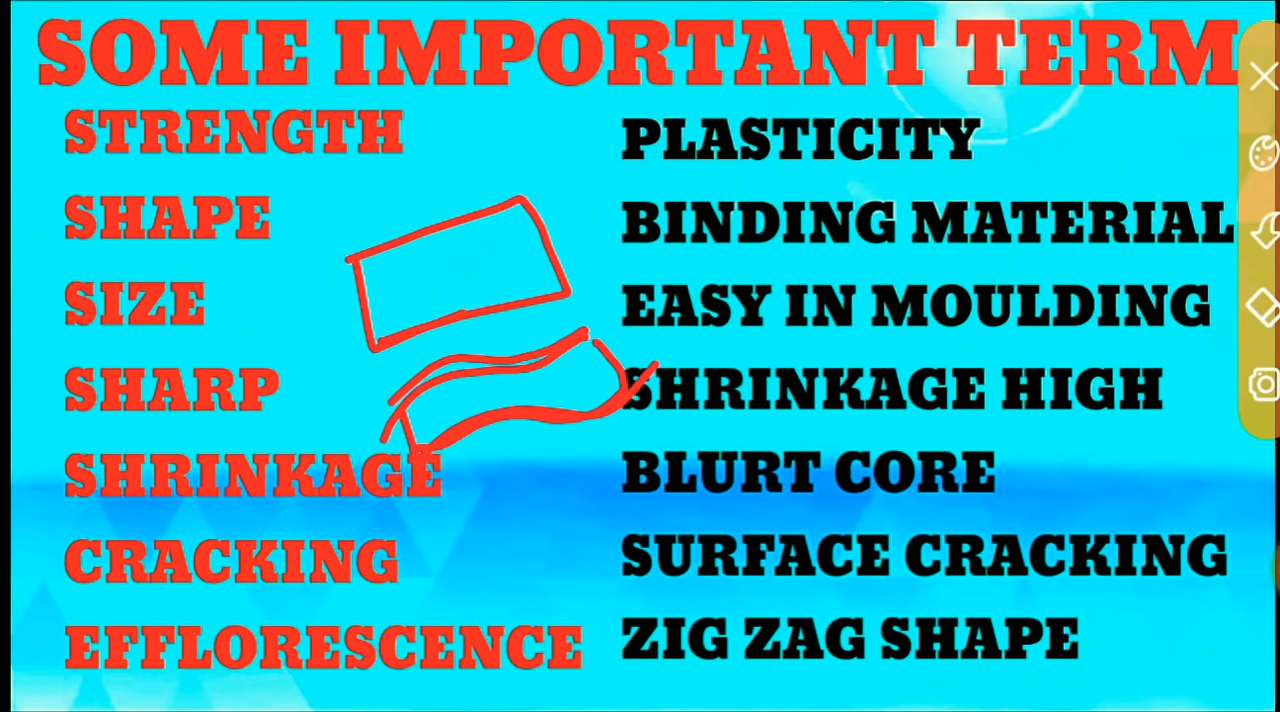 SOME IMPORTANT TERM
STRENGTH
SHAPE
SIZE
SHARP
SHRINKAGE
CRACKING
EFFLORESCENCE
PLASTICITY
BINDING MATERIAL
EASY IN MOULDING
SHRINKAGE HIGH
BLURT CORE
SURFACE CRACKING
ZIG ZAG SHAPE